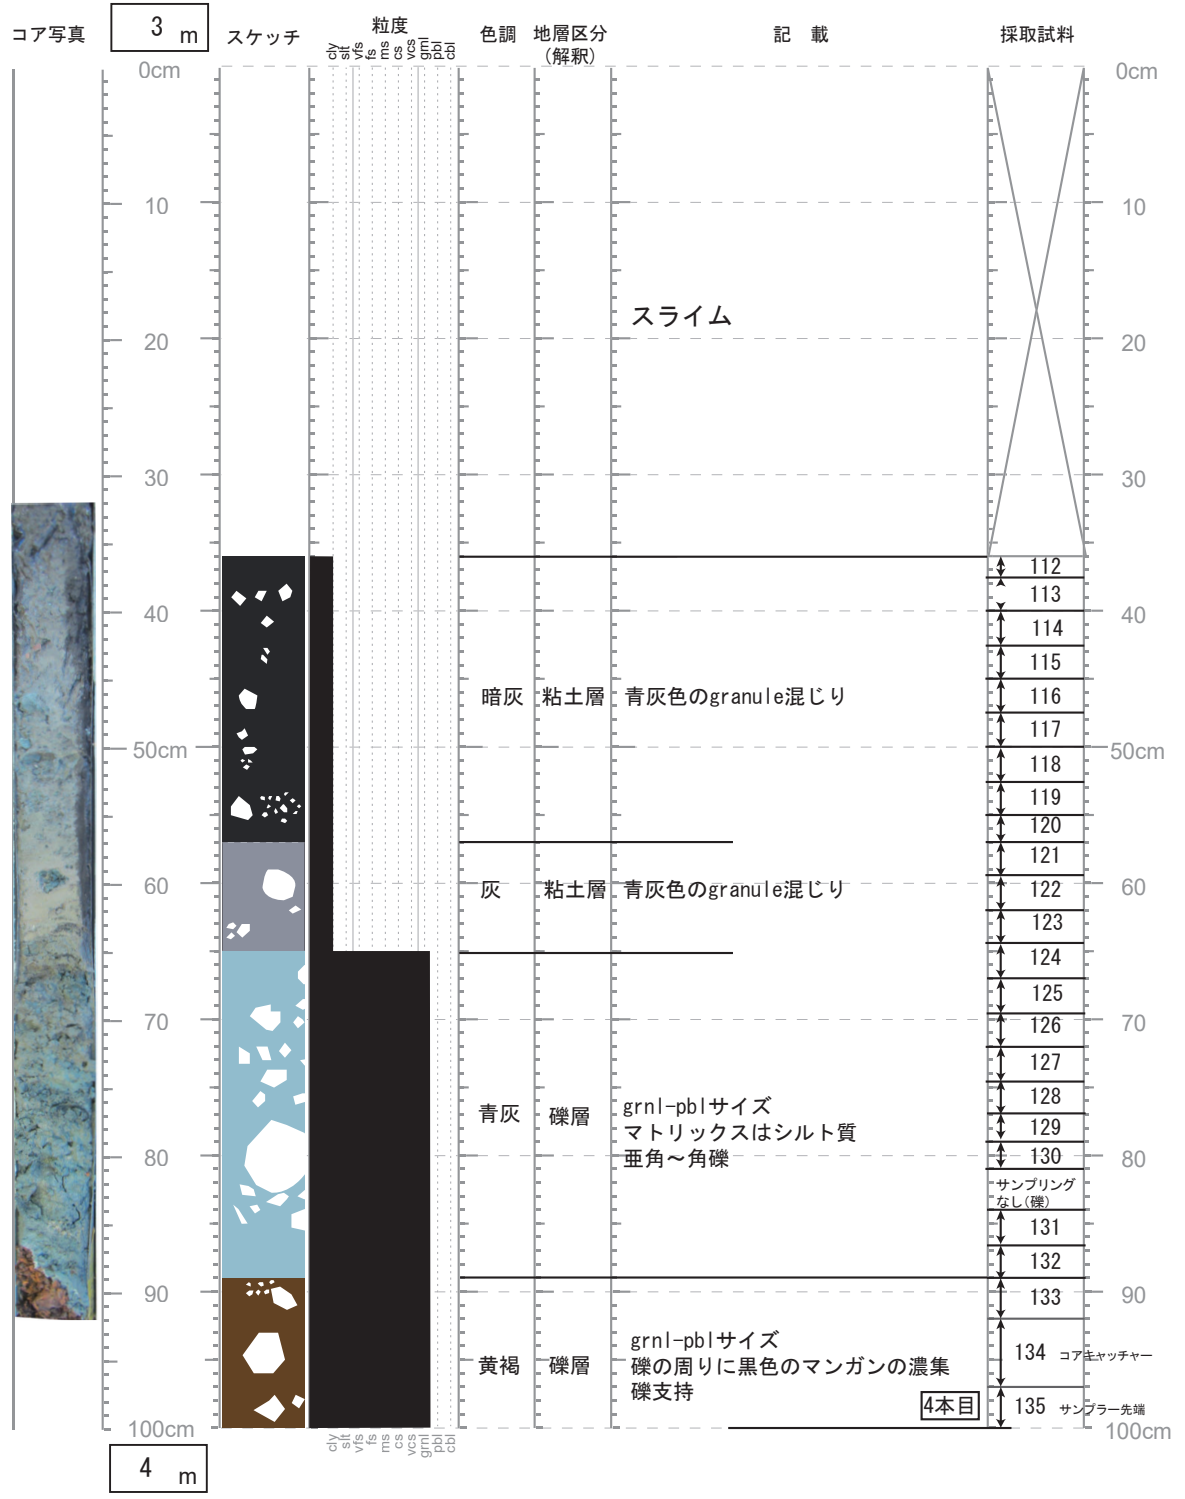 コア写真
3 m
スケッチ
粒度
cly slt vfs fs ms cs vcs grnl pbl cbl
色調
地層区分
(解釈)
記 載
採取試料
0cm 0cm
10 10
スライム
20 20
30 30
112
113
40 40
114
115
暗灰 粘土層 青灰色のgranule混じり 116
117
50cm 50cm
118
119
120
121
60 灰 粘土層 青灰色のgranule混じり 122 60
123
124
125
70 126 70
127
128
青灰 礫層
grnl-pblサイズ
マトリックスはシルト質
亜角～角礫
129
80 130 80
サンプリング
なし(礫)
131
132
90 133 90
黄褐 礫層
grnl-pblサイズ
礫の周りに黒色のマンガンの濃集
礫支持
134 コアキャッチャー
4本目
135 サンプラー先端
100cm 100cm
cly slt vfs fs ms cs vcs grnl pbl cbl
4 m